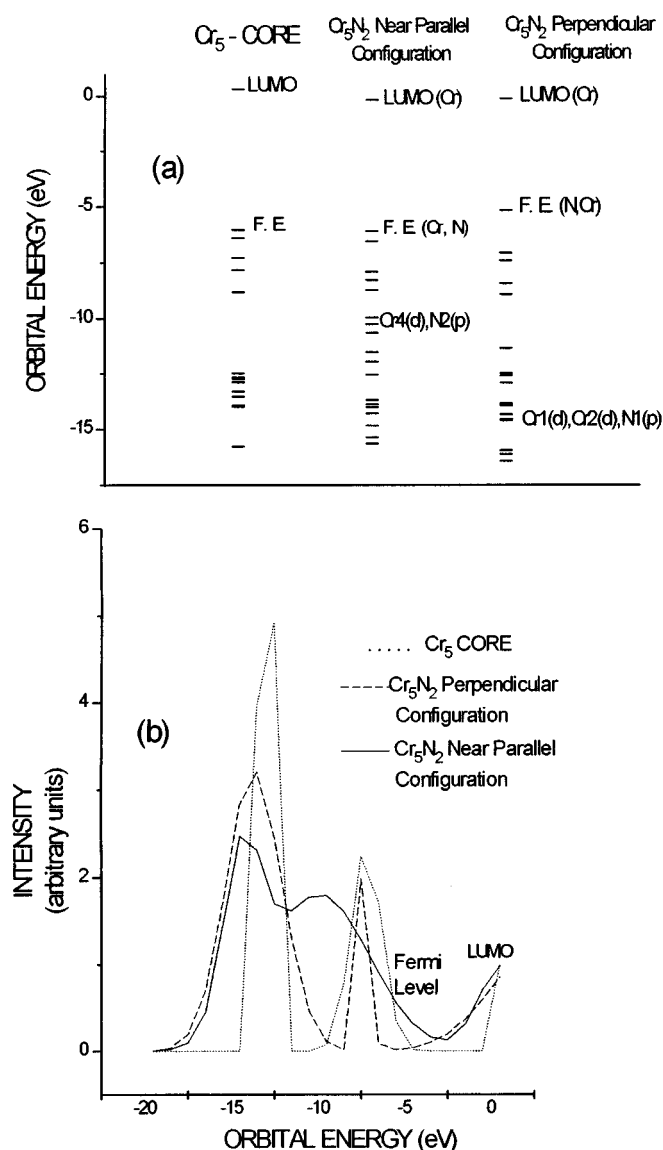 Cr5 - CORE
Cr5N2 Near Parallel
Configuration
Cr5N2 Perpendicular
Configuration
LUMO
LUMO (Cr)
LUMO (Cr)
0
(a)
-5
F. E.
F. E. (Cr, N)
F. E. (N,Cr)
ORBITAL ENERGY (eV)
-10
Cr4(d),N2(p)
-15
Cr1(d),Cr2(d),N1(p)
6
Cr5 CORE
Cr5N2 Perpendicular
Configuration
Cr5N2 Near Parallel
Configuration
(b)
4
INTENSITY
(arbitrary units)
2
Fermi
Level
LUMO
0
-20 -15 -10 -5 0
ORBITAL ENERGY (eV)